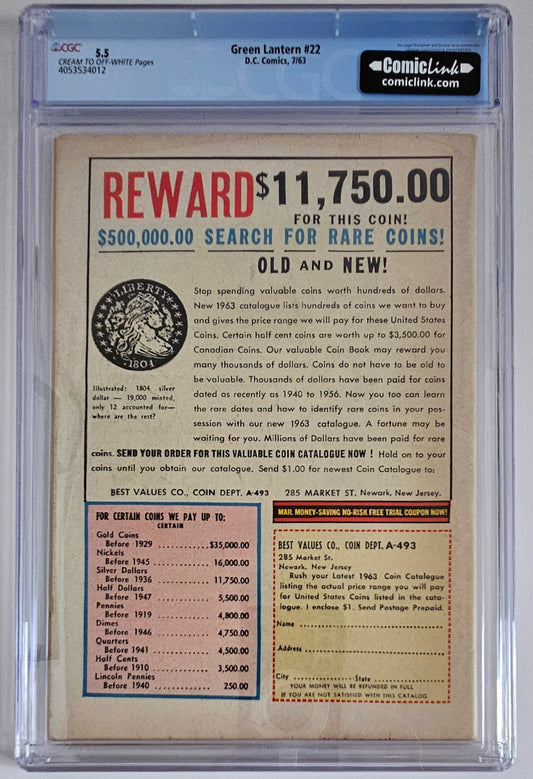 CGC 5.5
CREAM TO OFF-WHITE Pages
4053534012
Green Lantern #22
D.C. Comics, 7/63
ComicLink
comiclink.com
REWARD $11,750.00
FOR THIS COIN!
$500,000.00 SEARCH FOR RARE COINS!
OLD AND NEW!
LIBERTY
1804
Illustrated: 1804 silver
dollar — 19,000 minted,
only 12 accounted for—
where are the rest?
Stop spending valuable coins worth hundreds of dollars.
New 1963 catalogue lists hundreds of coins we want to buy
and gives the price range we will pay for these United States
Coins. Certain half cent coins are worth up to $3,500.00 for
Canadian Coins. Our valuable Coin Book may reward you
many thousands of dollars. Coins do not have to be old to
be valuable. Thousands of dollars have been paid for coins
dated as recently as 1940 to 1956. Now you too can learn
the rare dates and how to identify rare coins in your pos-
session with our new 1963 catalogue. A fortune may be
waiting for you. Millions of Dollars have been paid for rare
coins. SEND YOUR ORDER FOR THIS VALUABLE COIN CATALOGUE NOW ! Hold on to your
coins until you obtain our catalogue. Send $1.00 for newest Coin Catalogue to:
BEST VALUES CO., COIN DEPT. A-493 285 MARKET ST. Newark, New Jersey.
FOR CERTAIN COINS WE PAY UP TO:
CERTAIN
Gold Coins
Before 1929 ...........$35,000.00
Nickels
Before 1945 ............ 16,000.00
Silver Dollars
Before 1936 ............ 11,750.00
Half Dollars
Before 1947 ............ 5,500.00
Pennies
Before 1919 ............ 4,800.00
Dimes
Before 1946 ............ 4,750.00
Quarters
Before 1941 ............ 4,500.00
Half Cents
Before 1910 ............ 3,500.00
Lincoln Pennies
Before 1940 ............ 250.00
MAIL MONEY-SAVING NO-RISK FREE TRIAL COUPON NOW!
BEST VALUES CO., COIN DEPT. A-493
285 Market St.
Newark, New Jersey
Rush your Latest 1963 Coin Catalogue
listing the actual price range you will pay
for United States Coins listed in the cata-
logue. I enclose $1. Send Postage Prepaid.
Name
Address
City State
YOUR MONEY WILL BE REFUNDED IN FULL
IF YOU ARE NOT SATISFIED WITH THIS CATALOG